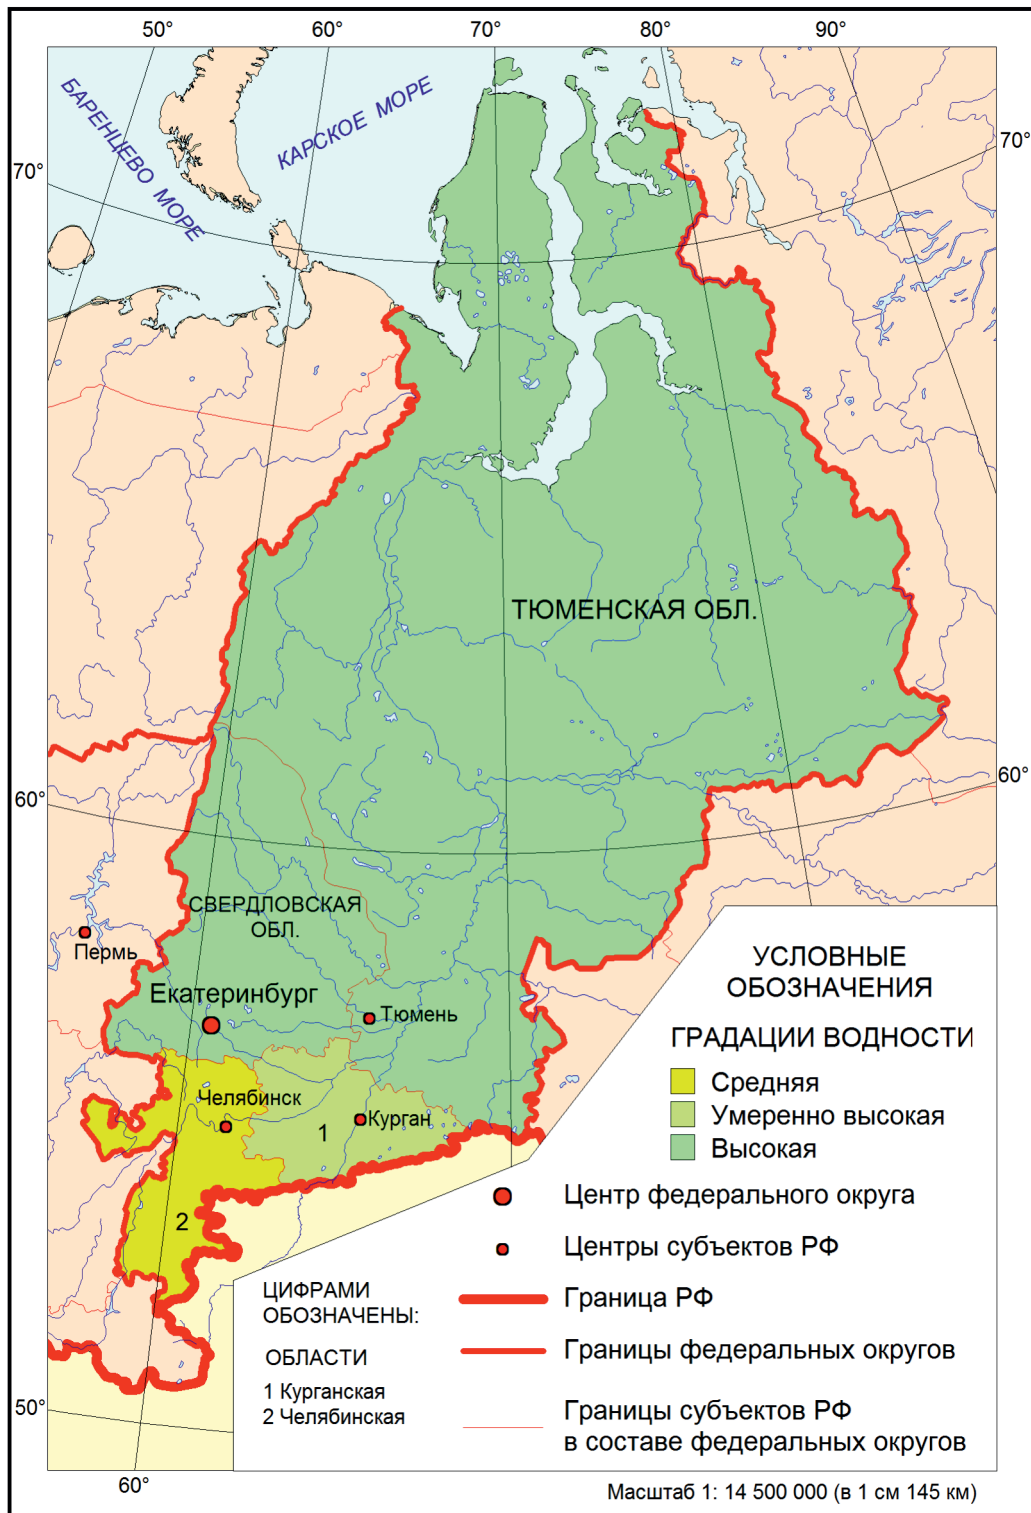 50°
60°
70°
80°
90°
БАРЕНЦЕВО МОРЕ
КАРСКОЕ МОРЕ
70°
70°
ТЮМЕНСКАЯ ОБЛ.
60°
60°
СВЕРДЛОВСКАЯ
ОБЛ.
Пермь
Екатеринбург
Тюмень
Челябинск
1
Курган
2
УСЛОВНЫЕ
ОБОЗНАЧЕНИЯ
ГРАДАЦИИ ВОДНОСТИ
Средняя
Умеренно высокая
Высокая
Центр федерального округа
Центры субъектов РФ
Граница РФ
Границы федеральных округов
Границы субъектов РФ
в составе федеральных округов
ЦИФРАМИ
ОБОЗНАЧЕНЫ:
ОБЛАСТИ
1 Курганская
2 Челябинская
50°
60°
Масштаб 1: 14 500 000 (в 1 см 145 км)